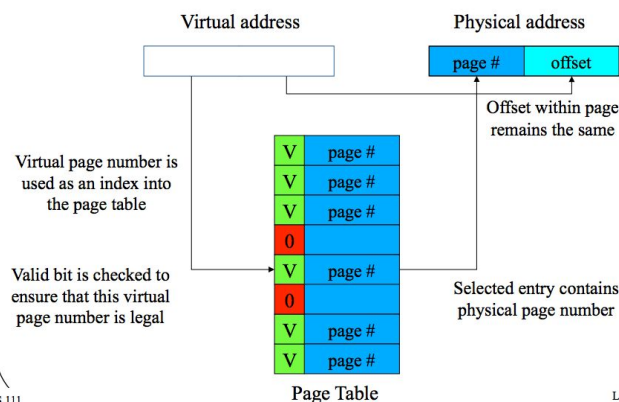 Virtual address
Physical address
page # offset
Offset within page
remains the same
Virtual page number is
used as an index into
the page table
Valid bit is checked to
ensure that this virtual
page number is legal
V page #
V page #
V page #
0
V page #
0
V page #
V page #
Selected entry contains
physical page number
Page Table